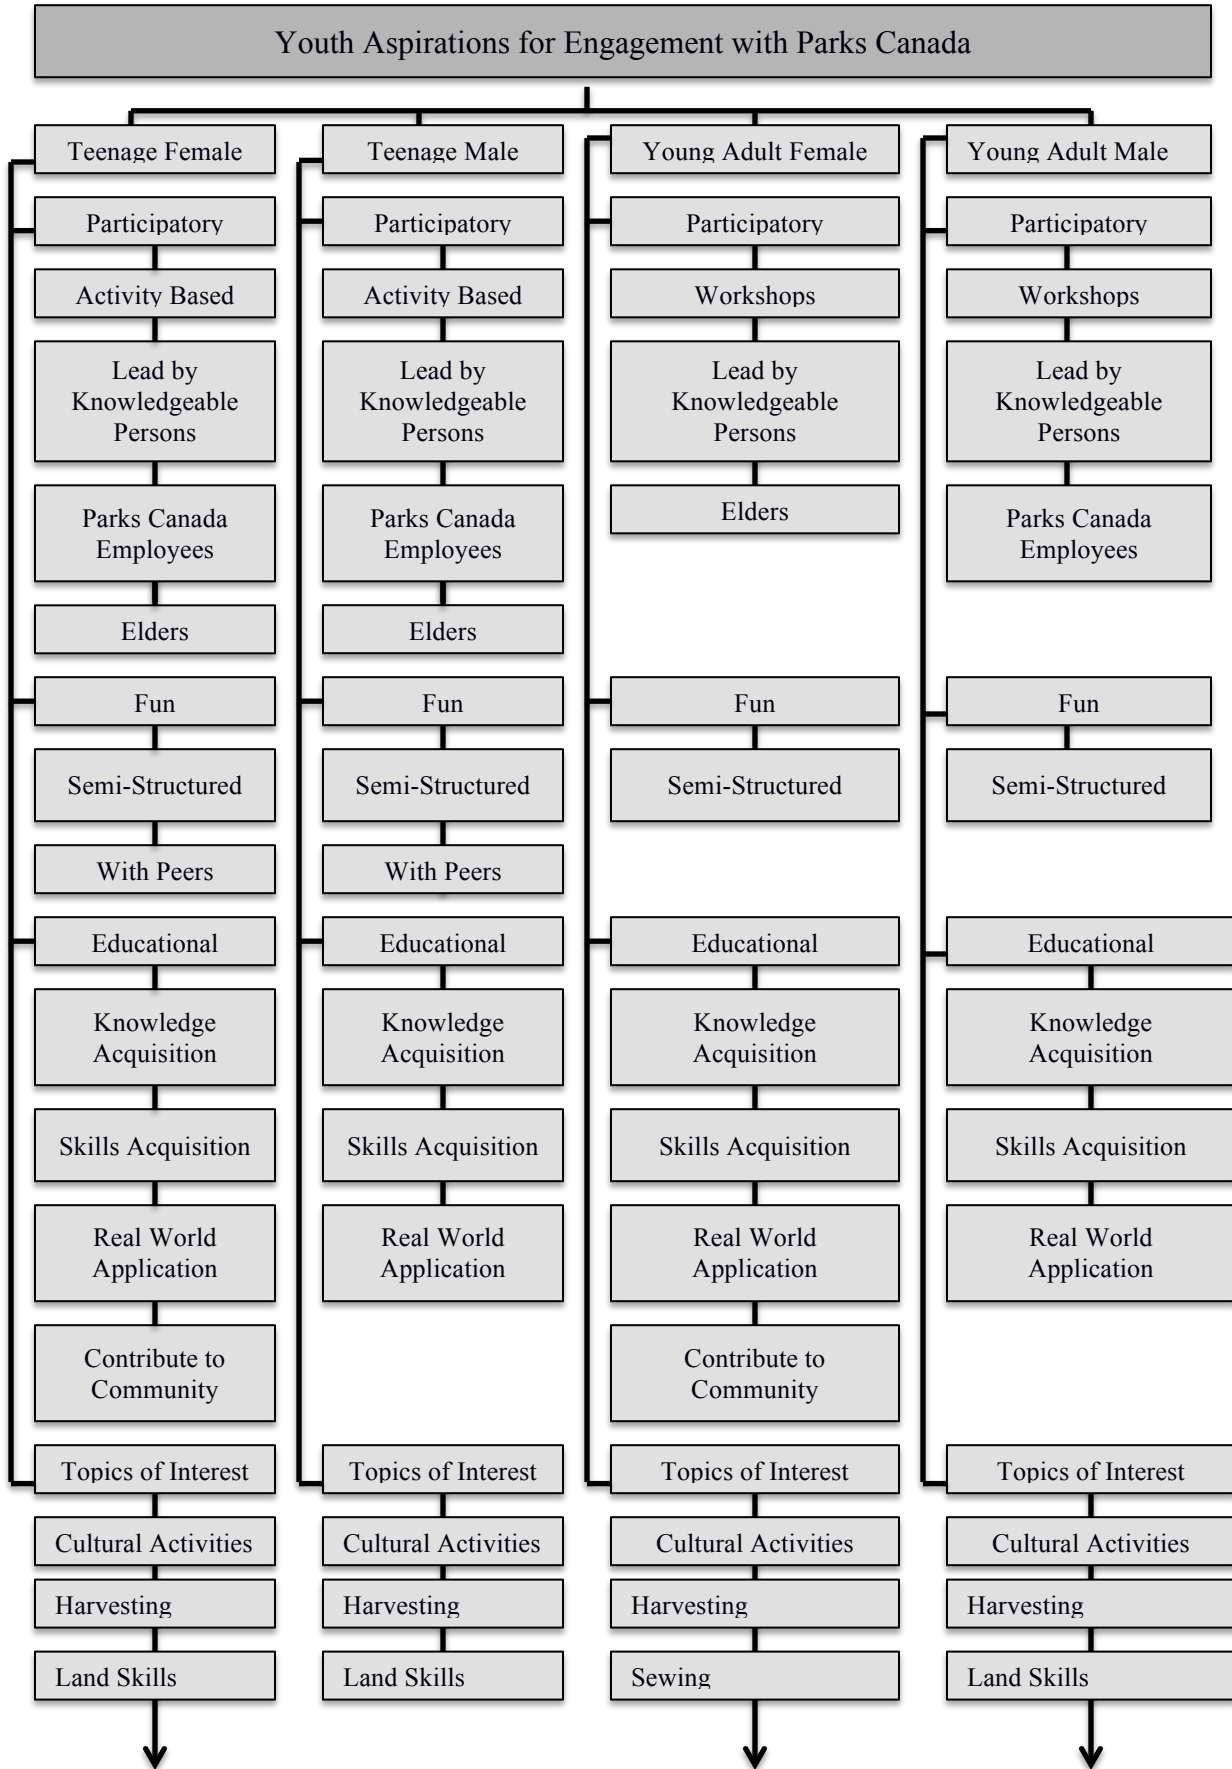 Youth Aspirations for Engagement with Parks Canada
Teenage Female
Participatory
Activity Based
Lead by
Knowledgeable
Persons
Parks Canada
Employees
Elders
Fun
Semi-Structured
With Peers
Educational
Knowledge
Acquisition
Skills Acquisition
Real World
Application
Contribute to
Community
Topics of Interest
Cultural Activities
Harvesting
Land Skills
Teenage Male
Participatory
Activity Based
Lead by
Knowledgeable
Persons
Parks Canada
Employees
Elders
Fun
Semi-Structured
With Peers
Educational
Knowledge
Acquisition
Skills Acquisition
Real World
Application
Topics of Interest
Cultural Activities
Harvesting
Land Skills
Young Adult Female
Participatory
Workshops
Lead by
Knowledgeable
Persons
Elders
Fun
Semi-Structured
Educational
Knowledge
Acquisition
Skills Acquisition
Real World
Application
Contribute to
Community
Topics of Interest
Cultural Activities
Harvesting
Sewing
Young Adult Male
Participatory
Workshops
Lead by
Knowledgeable
Persons
Parks Canada
Employees
Fun
Semi-Structured
Educational
Knowledge
Acquisition
Skills Acquisition
Real World
Application
Topics of Interest
Cultural Activities
Harvesting
Land Skills